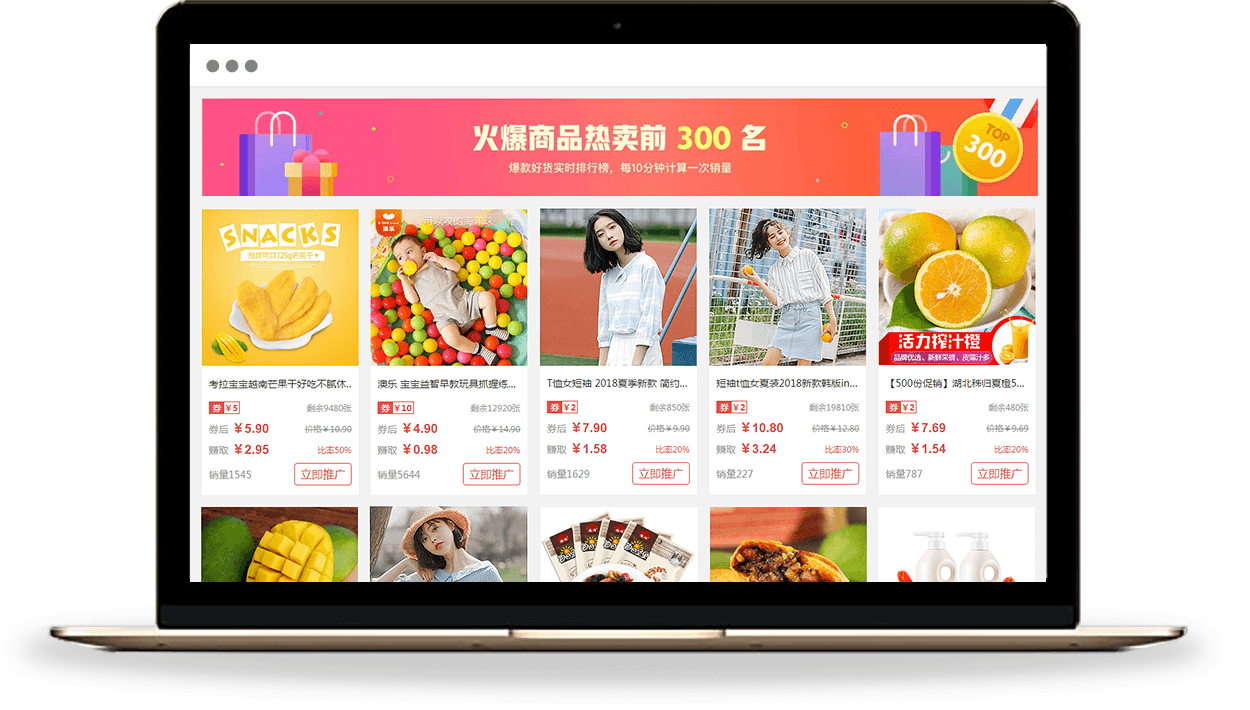 火爆商品热卖前 300 名
爆款好货实时排行榜，每10分钟计算一次销量
TOP
300
SNACKS
酸甜可口125g芒果干
澳乐
可以咬的海洋球
活力榨汁橙
品牌优选、新鲜采摘、皮薄汁多
考拉宝宝越南芒果干好吃不腻休...
券 ¥5
剩余9480张
券后 ¥5.90
价格¥10.90
赚取 ¥2.95
比率50%
销量1545
立即推广
澳乐 宝宝益智早教玩具抓握练...
券 ¥10
剩余12920张
券后 ¥4.90
价格¥14.90
赚取 ¥0.98
比率20%
销量5644
立即推广
T恤女短袖 2018夏季新款 简约...
券 ¥2
剩余850张
券后 ¥7.90
价格¥9.90
赚取 ¥1.58
比率20%
销量1629
立即推广
短袖t恤女夏装2018新款韩版in...
券 ¥2
剩余19810张
券后 ¥10.80
价格¥12.80
赚取 ¥3.24
比率30%
销量227
立即推广
【500份促销】湖北秭归夏橙5...
券 ¥2
剩余480张
券后 ¥7.69
价格¥9.69
赚取 ¥1.54
比率20%
销量787
立即推广